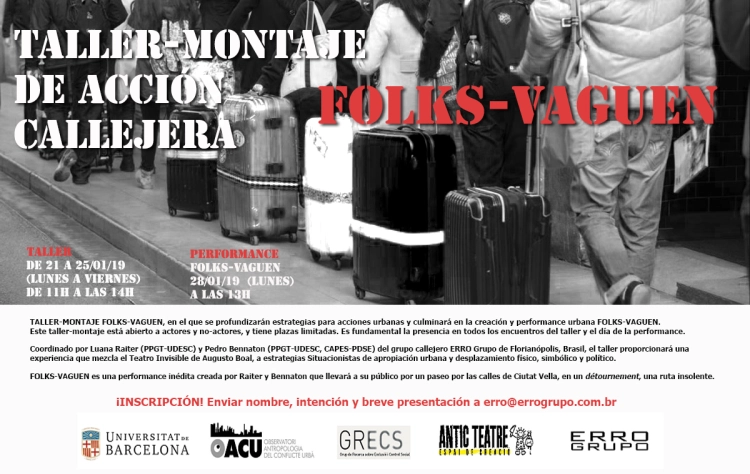 TALLER-MONTAJE
DE ACCIÓN
CALLEJERA
FOLKS-VAGUEN
TALLER
DE 21 A 25/01/19
(LUNES A VIERNES)
DE 11H A LAS 14H
PERFORMANCE
FOLKS-VAGUEN
28/01/19 (LUNES)
A LAS 13H
TALLER-MONTAJE FOLKS-VAGUEN, en el que se profundizarán estrategias para acciones urbanas y culminará en la creación y performance urbana FOLKS-VAGUEN.
Este taller-montaje está abierto a actores y no-actores, y tiene plazas limitadas. Es fundamental la presencia en todos los encuentros del taller y el día de la performance.
Coordinado por Luana Raiter (PPGT-UDESC) y Pedro Bennaton (PPGT-UDESC, CAPES-PDSE) del grupo callejero ERRO Grupo de Florianópolis, Brasil, el taller proporcionará una
experiencia que mezcla el Teatro Invisible de Augusto Boal, a estrategias Situacionistas de apropiación urbana y desplazamiento físico, simbólico y político.
FOLKS-VAGUEN es una performance inédita creada por Raiter y Bennaton que llevará a su público por un paseo por las calles de Ciutat Vella, en un détournement, una ruta insolente.
¡INSCRIPCIÓN! Enviar nombre, intención y breve presentación a erro@errogrupo.com.br
UNIVERSITAT DE
BARCELONA
OACU
OBSERVATORI
ANTROPOLOGIA
DEL CONFLICTE URBÀ
GRECS
Grup de Recerca sobre Exclusió i Control Social
ANTIC TEATRE
ESPAI DE CREACIÓ
ERRO
GRUPO